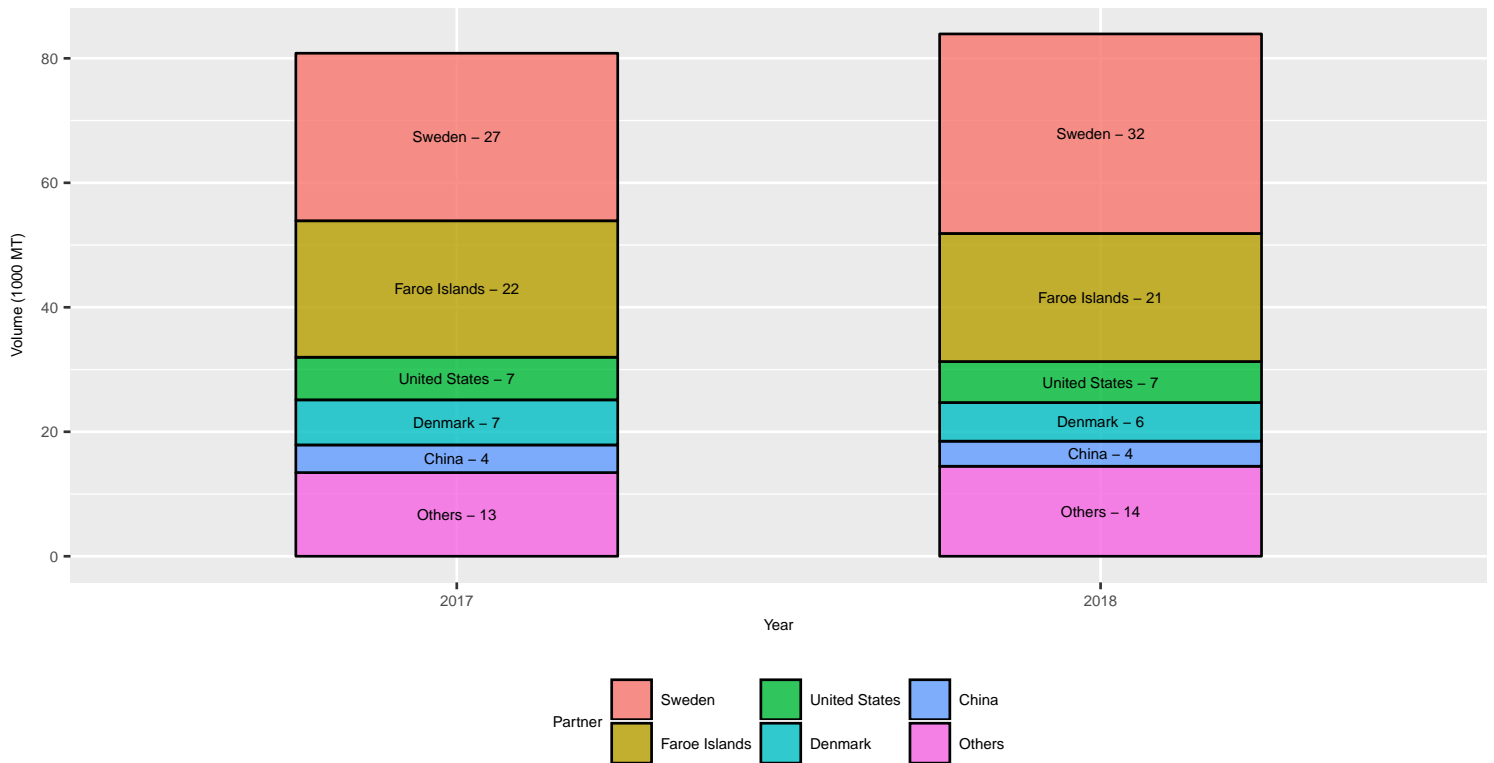 80
60
40
20
0
Volume (1000 MT)
Sweden – 27
Faroe Islands – 22
United States – 7
Denmark – 7
China – 4
Others – 13
Sweden – 32
Faroe Islands – 21
United States – 7
Denmark – 6
China – 4
Others – 14
2017
2018
Year
Partner
Sweden
Faroe Islands
United States
Denmark
China
Others